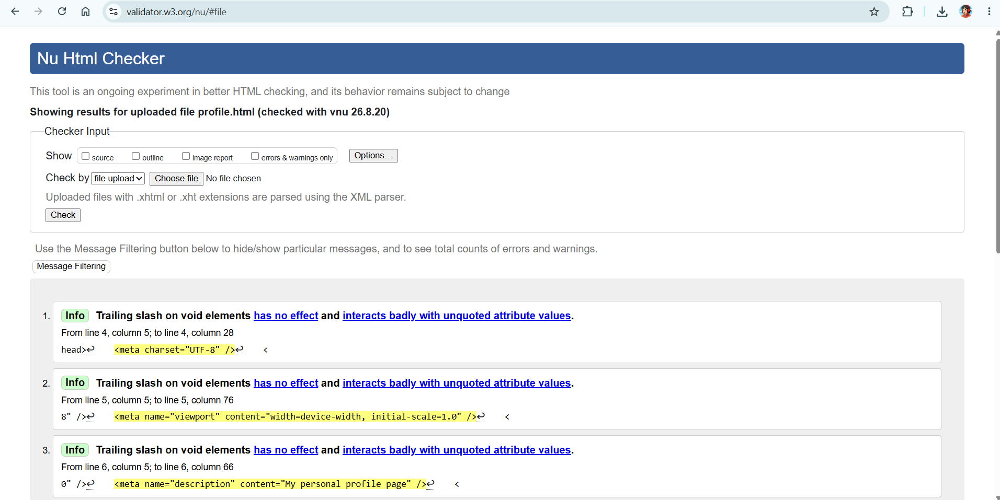 validator.w3.org/nu/#file
Nu Html Checker
This tool is an ongoing experiment in better HTML checking, and its behavior remains subject to change
Showing results for uploaded file profile.html (checked with vnu 26.8.20)
Checker Input
Show source outline image report errors & warnings only Options…
Check by file upload Choose file No file chosen
Uploaded files with .xhtml or .xht extensions are parsed using the XML parser.
Check
Use the Message Filtering button below to hide/show particular messages, and to see total counts of errors and warnings.
Message Filtering
1. Info Trailing slash on void elements has no effect and interacts badly with unquoted attribute values.
From line 4, column 5; to line 4, column 28
head>↩ <meta charset="UTF-8" />↩ <
2. Info Trailing slash on void elements has no effect and interacts badly with unquoted attribute values.
From line 5, column 5; to line 5, column 76
8" />↩ <meta name="viewport" content="width=device-width, initial-scale=1.0" />↩ <
3. Info Trailing slash on void elements has no effect and interacts badly with unquoted attribute values.
From line 6, column 5; to line 6, column 66
0" />↩ <meta name="description" content="My personal profile page" />↩ <